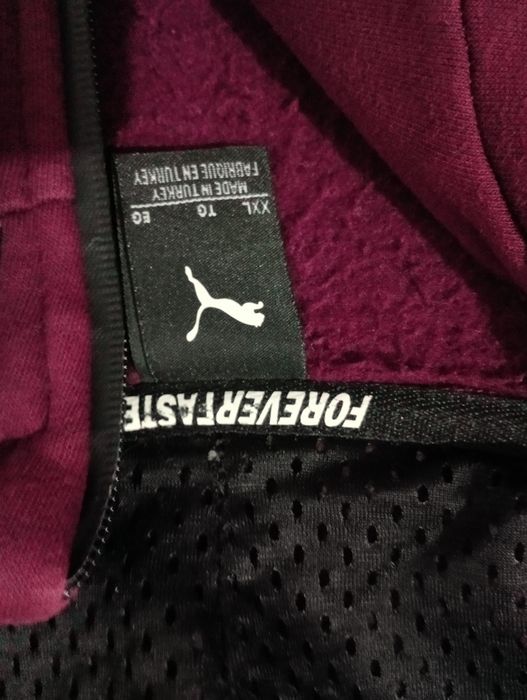 FOREVERFASTE
XXL TG EG
MADE IN TURKEY
FABRIQUE EN TURKEY